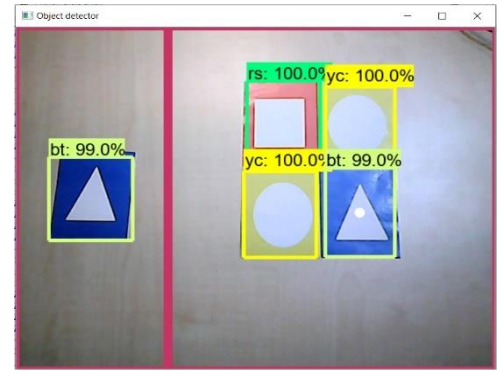 Object detector
rs: 100.0%
yc: 100.0%
bt: 99.0%
yc: 100.0%
bt: 99.0%